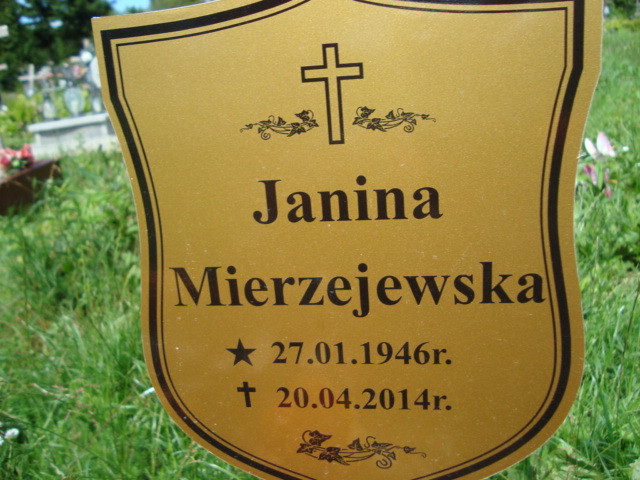 Janina
Mierzejewska
★ 27.01.1946r.
✝ 20.04.2014r.